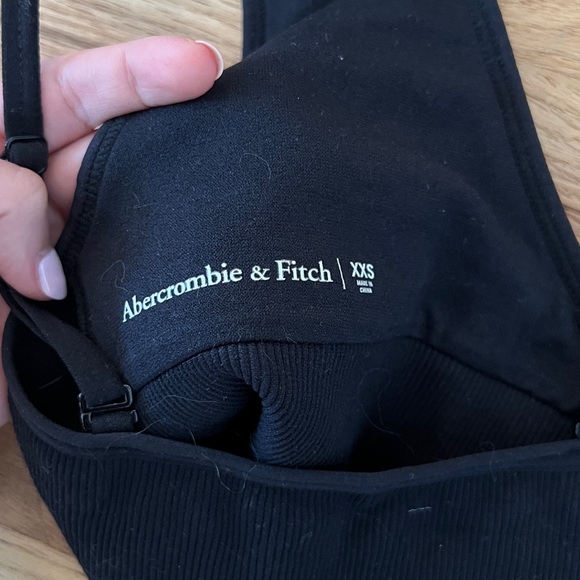 Abercrombie & Fitch | XXS
MADE IN
CHINA